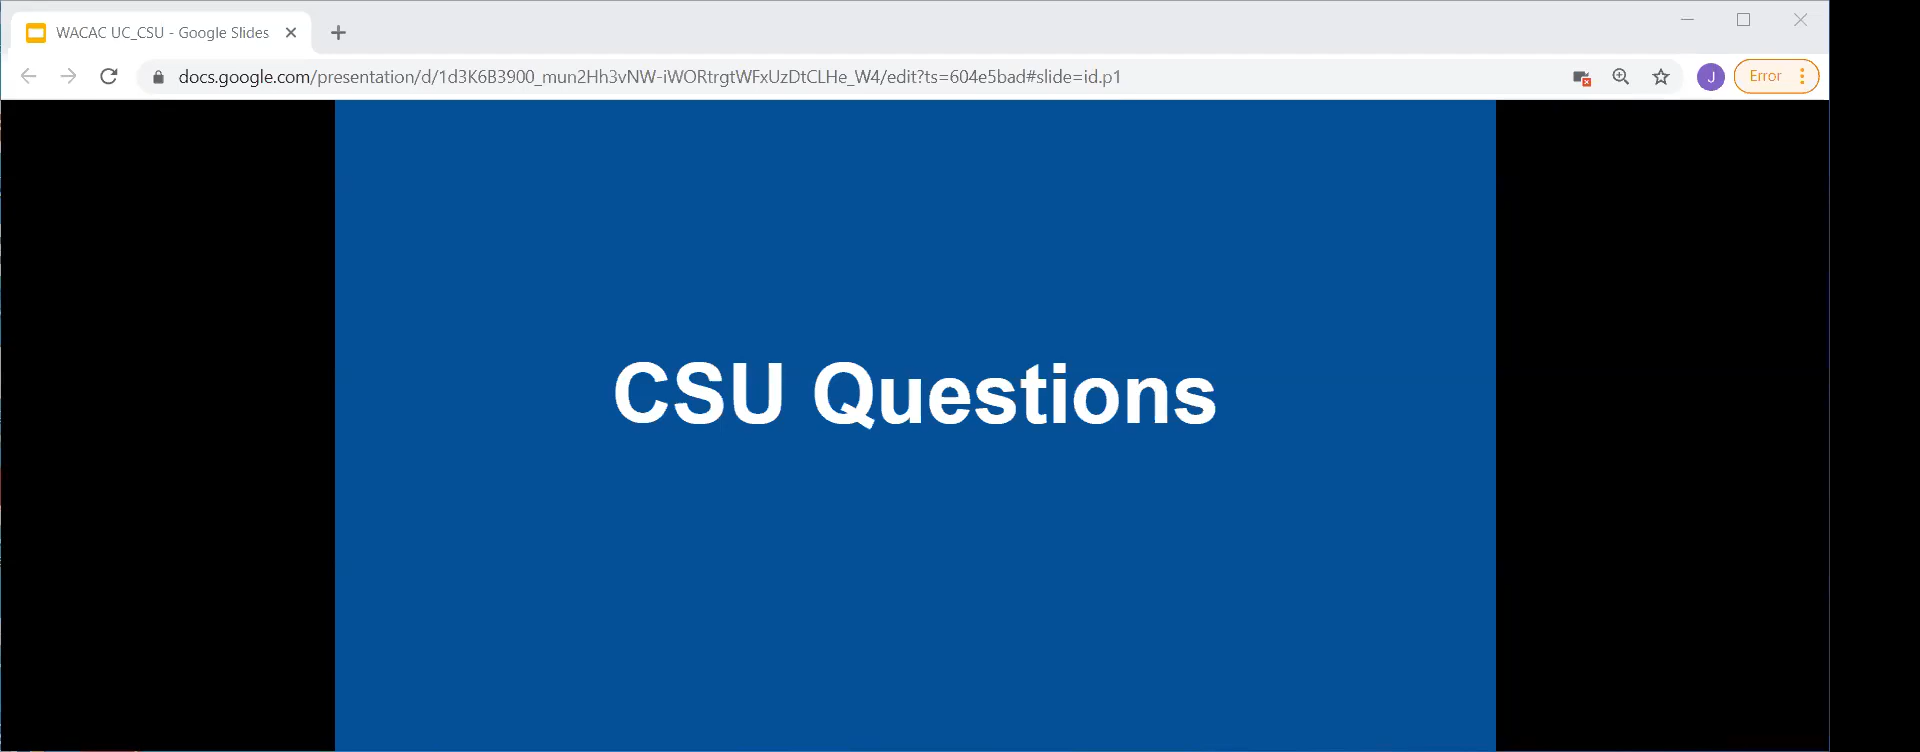 WACAC UC_CSU - Google Slides
docs.google.com/presentation/d/1d3K6B3900_mun2Hh3vNW-iWORtrgtWFxUzDtCLHe_W4/edit?ts=604e5bad#slide=id.p1
J
Error
CSU Questions